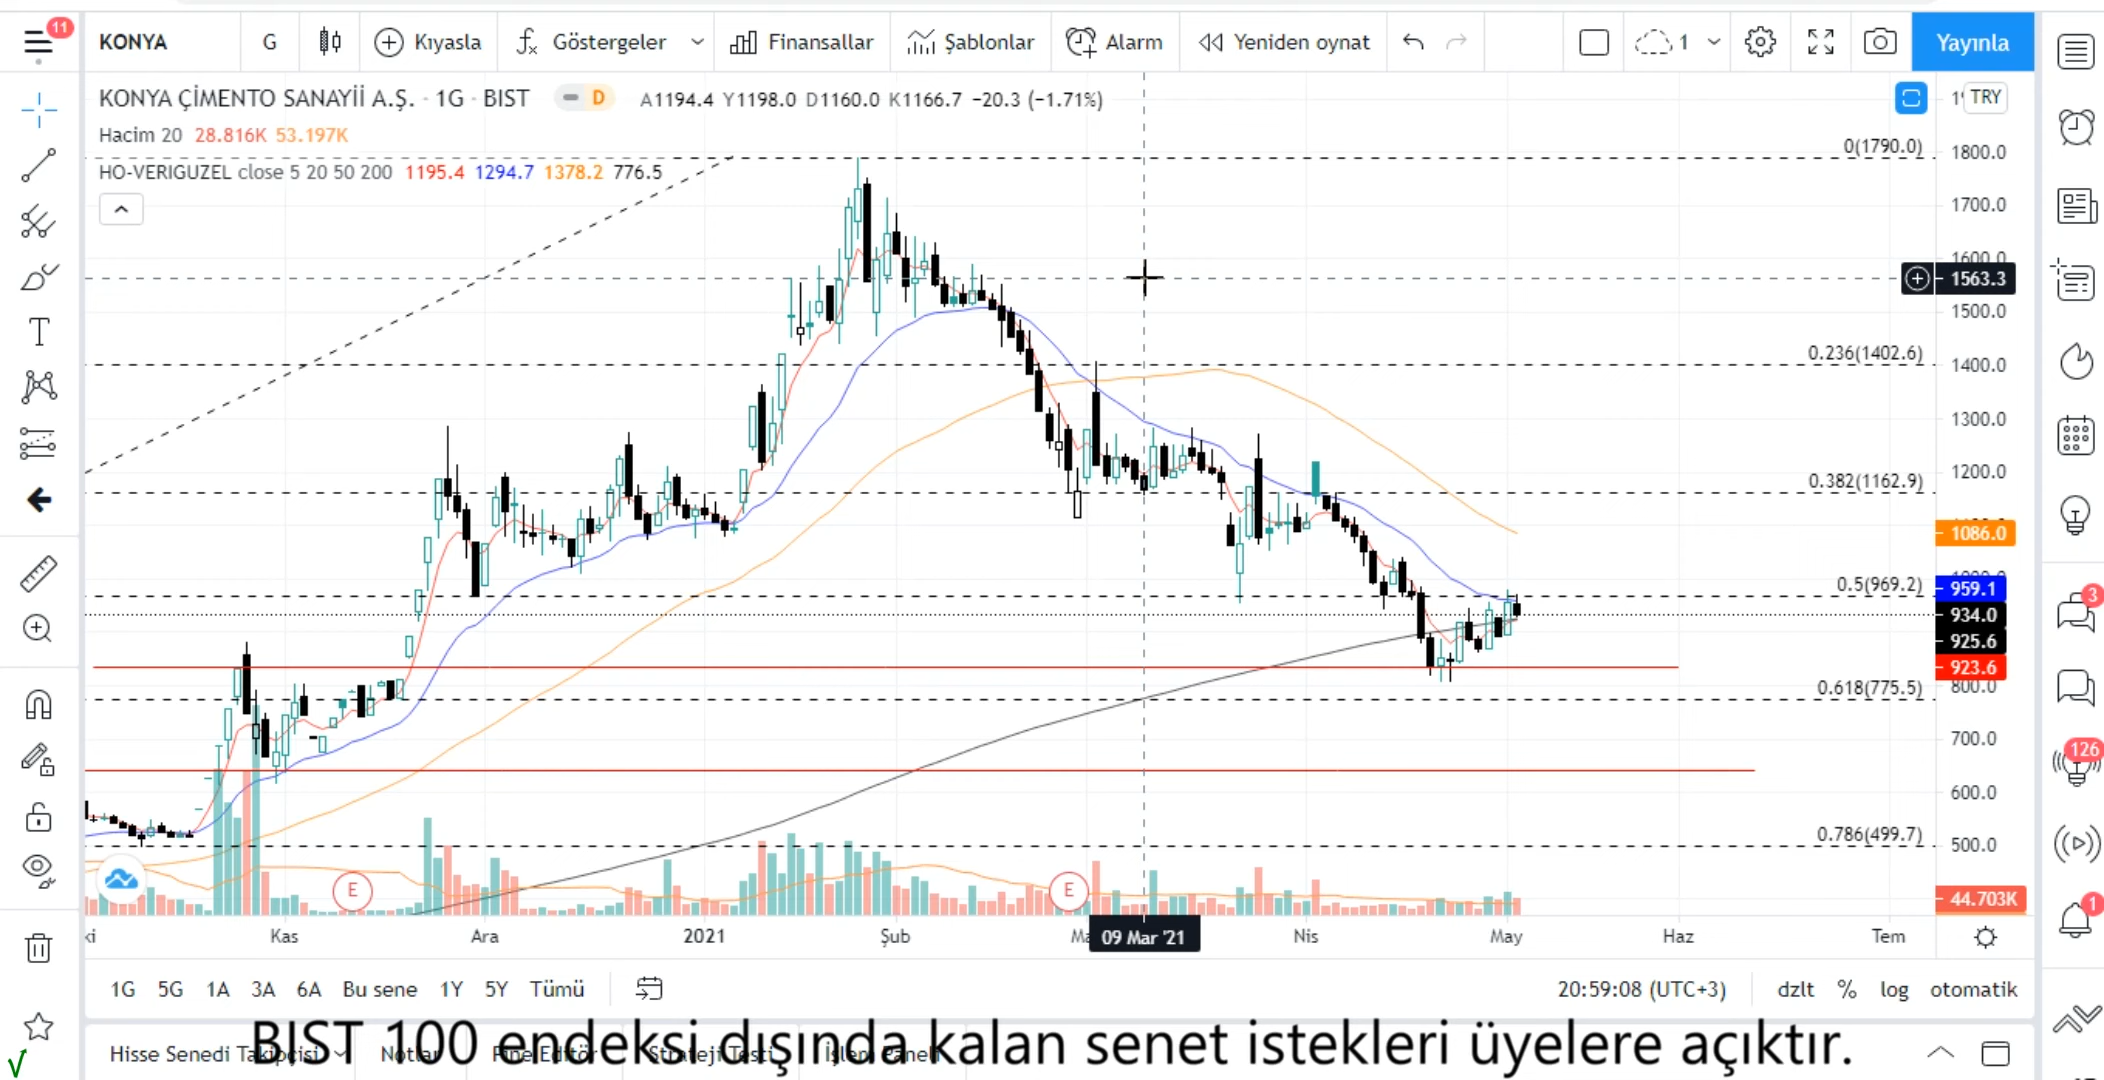 11
KONYA G Kıyasla Göstergeler Finansallar Şablonlar Alarm Yeniden oynat 1 Yayınla
KONYA ÇİMENTO SANAYİİ A.Ş. · 1G · BIST D A1194.4 Y1198.0 D1160.0 K1166.7 −20.3 (−1.71%) TRY
Hacim 20 28.816K 53.197K
HO-VERIGUZEL close 5 20 50 200 1195.4 1294.7 1378.2 776.5
0(1790.0)
1800.0
1700.0
1600.0
1563.3
1500.0
0.236(1402.6)
1400.0
1300.0
1200.0
0.382(1162.9)
1086.0
0.5(969.2)
959.1
934.0
925.6
923.6
0.618(775.5)
800.0
700.0
600.0
0.786(499.7)
500.0
44.703K
E E
Kas Ara 2021 Şub 09 Mar '21 Nis May Haz Tem
3
126
1
1G 5G 1A 3A 6A Bu sene 1Y 5Y Tümü 20:59:08 (UTC+3) dzlt % log otomatik
Hisse Senedi Takipçisi Notlar Pine Editör Strateji Testi İşlem Paneli
BIST 100 endeksi dışında kalan senet istekleri üyelere açıktır.